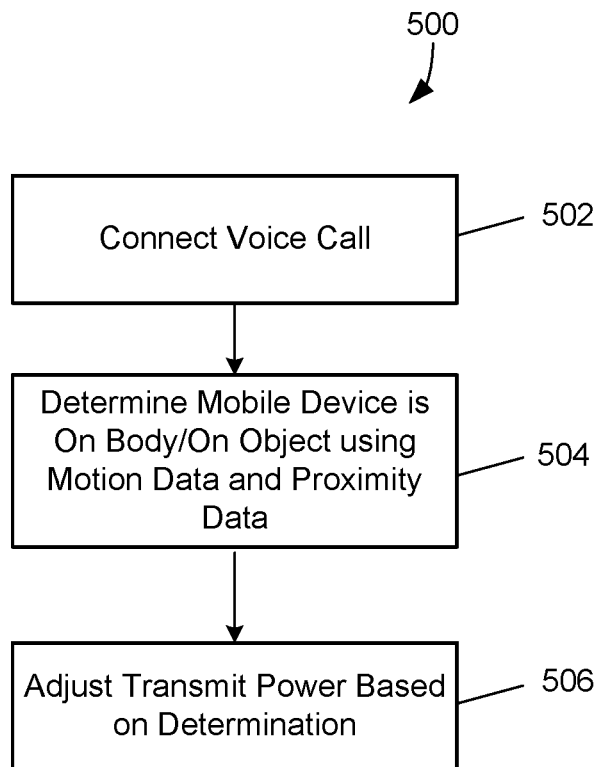 500
Connect Voice Call
502
Determine Mobile Device is
On Body/On Object using
Motion Data and Proximity
Data
504
Adjust Transmit Power Based
on Determination
506